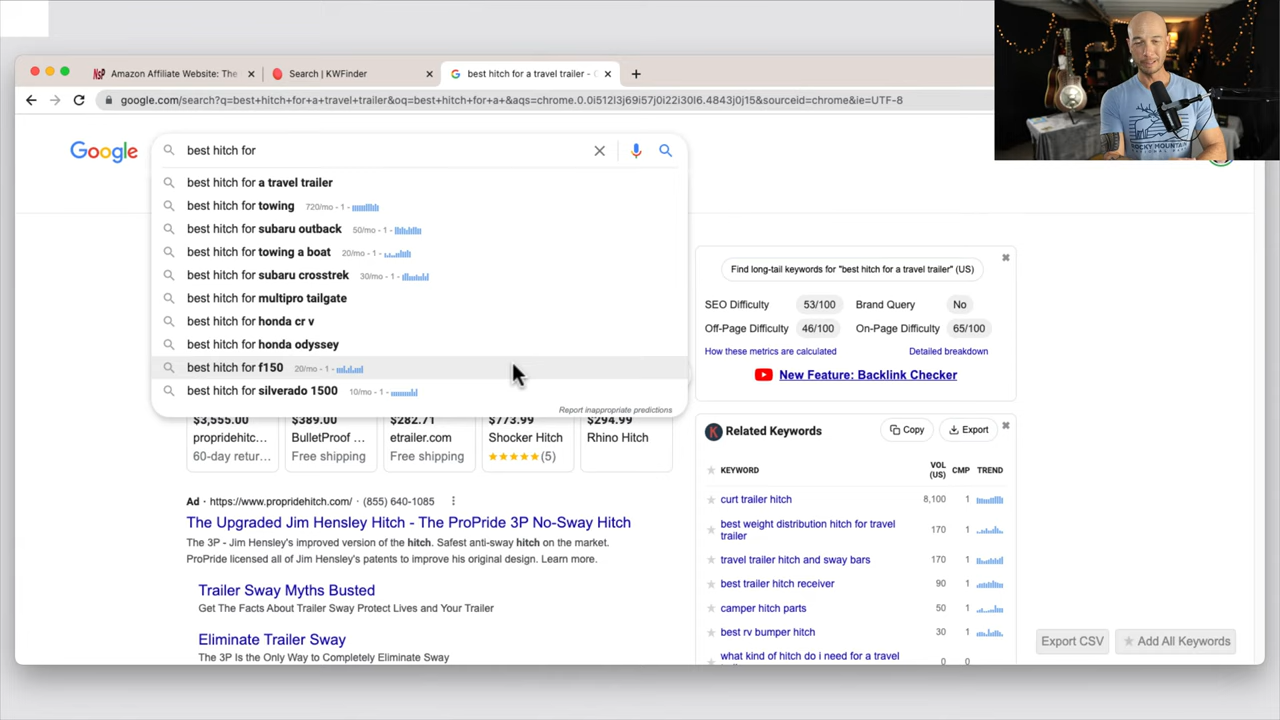 Amazon Affiliate Website: The
Search | KWFinder
best hitch for a travel trailer -
google.com/search?q=best+hitch+for+a+travel+trailer&oq=best+hitch+for+a+&aqs=chrome.0.0i512l3j69i57j0i22i30l6.4843j0j15&sourceid=chrome&ie=UTF-8
Google
best hitch for
best hitch for a travel trailer
best hitch for towing 720/mo - 1 -
best hitch for subaru outback 50/mo - 1 -
best hitch for towing a boat 20/mo - 1 -
best hitch for subaru crosstrek 30/mo - 1 -
best hitch for multipro tailgate
best hitch for honda cr v
best hitch for honda odyssey
best hitch for f150 20/mo - 1 -
best hitch for silverado 1500 10/mo - 1 -
Report inappropriate predictions
$3,555.00 $389.00 $282.71 $773.99 $294.99
propridehitc... BulletProof ... etrailer.com Shocker Hitch Rhino Hitch
60-day retur... Free shipping Free shipping (5)
Ad · https://www.propridehitch.com/ · (855) 640-1085
The Upgraded Jim Hensley Hitch - The ProPride 3P No-Sway Hitch
The 3P - Jim Hensley's improved version of the hitch. Safest anti-sway hitch on the market.
ProPride licensed all of Jim Hensley's patents to improve his original design. Learn more.
Trailer Sway Myths Busted
Get The Facts About Trailer Sway Protect Lives and Your Trailer
Eliminate Trailer Sway
The 3P is the Only Way to Completely Eliminate Sway
Find long-tail keywords for "best hitch for a travel trailer" (US)
SEO Difficulty 53/100 Brand Query No
Off-Page Difficulty 46/100 On-Page Difficulty 65/100
How these metrics are calculated Detailed breakdown
New Feature: Backlink Checker
Related Keywords Copy Export
KEYWORD VOL (US) CMP TREND
curt trailer hitch 8,100 1
best weight distribution hitch for travel
trailer 170 1
travel trailer hitch and sway bars 170 1
best trailer hitch receiver 90 1
camper hitch parts 50 1
best rv bumper hitch 30 1
what kind of hitch do i need for a travel 0 0
Export CSV Add All Keywords
ROCKY MOUNTAIN